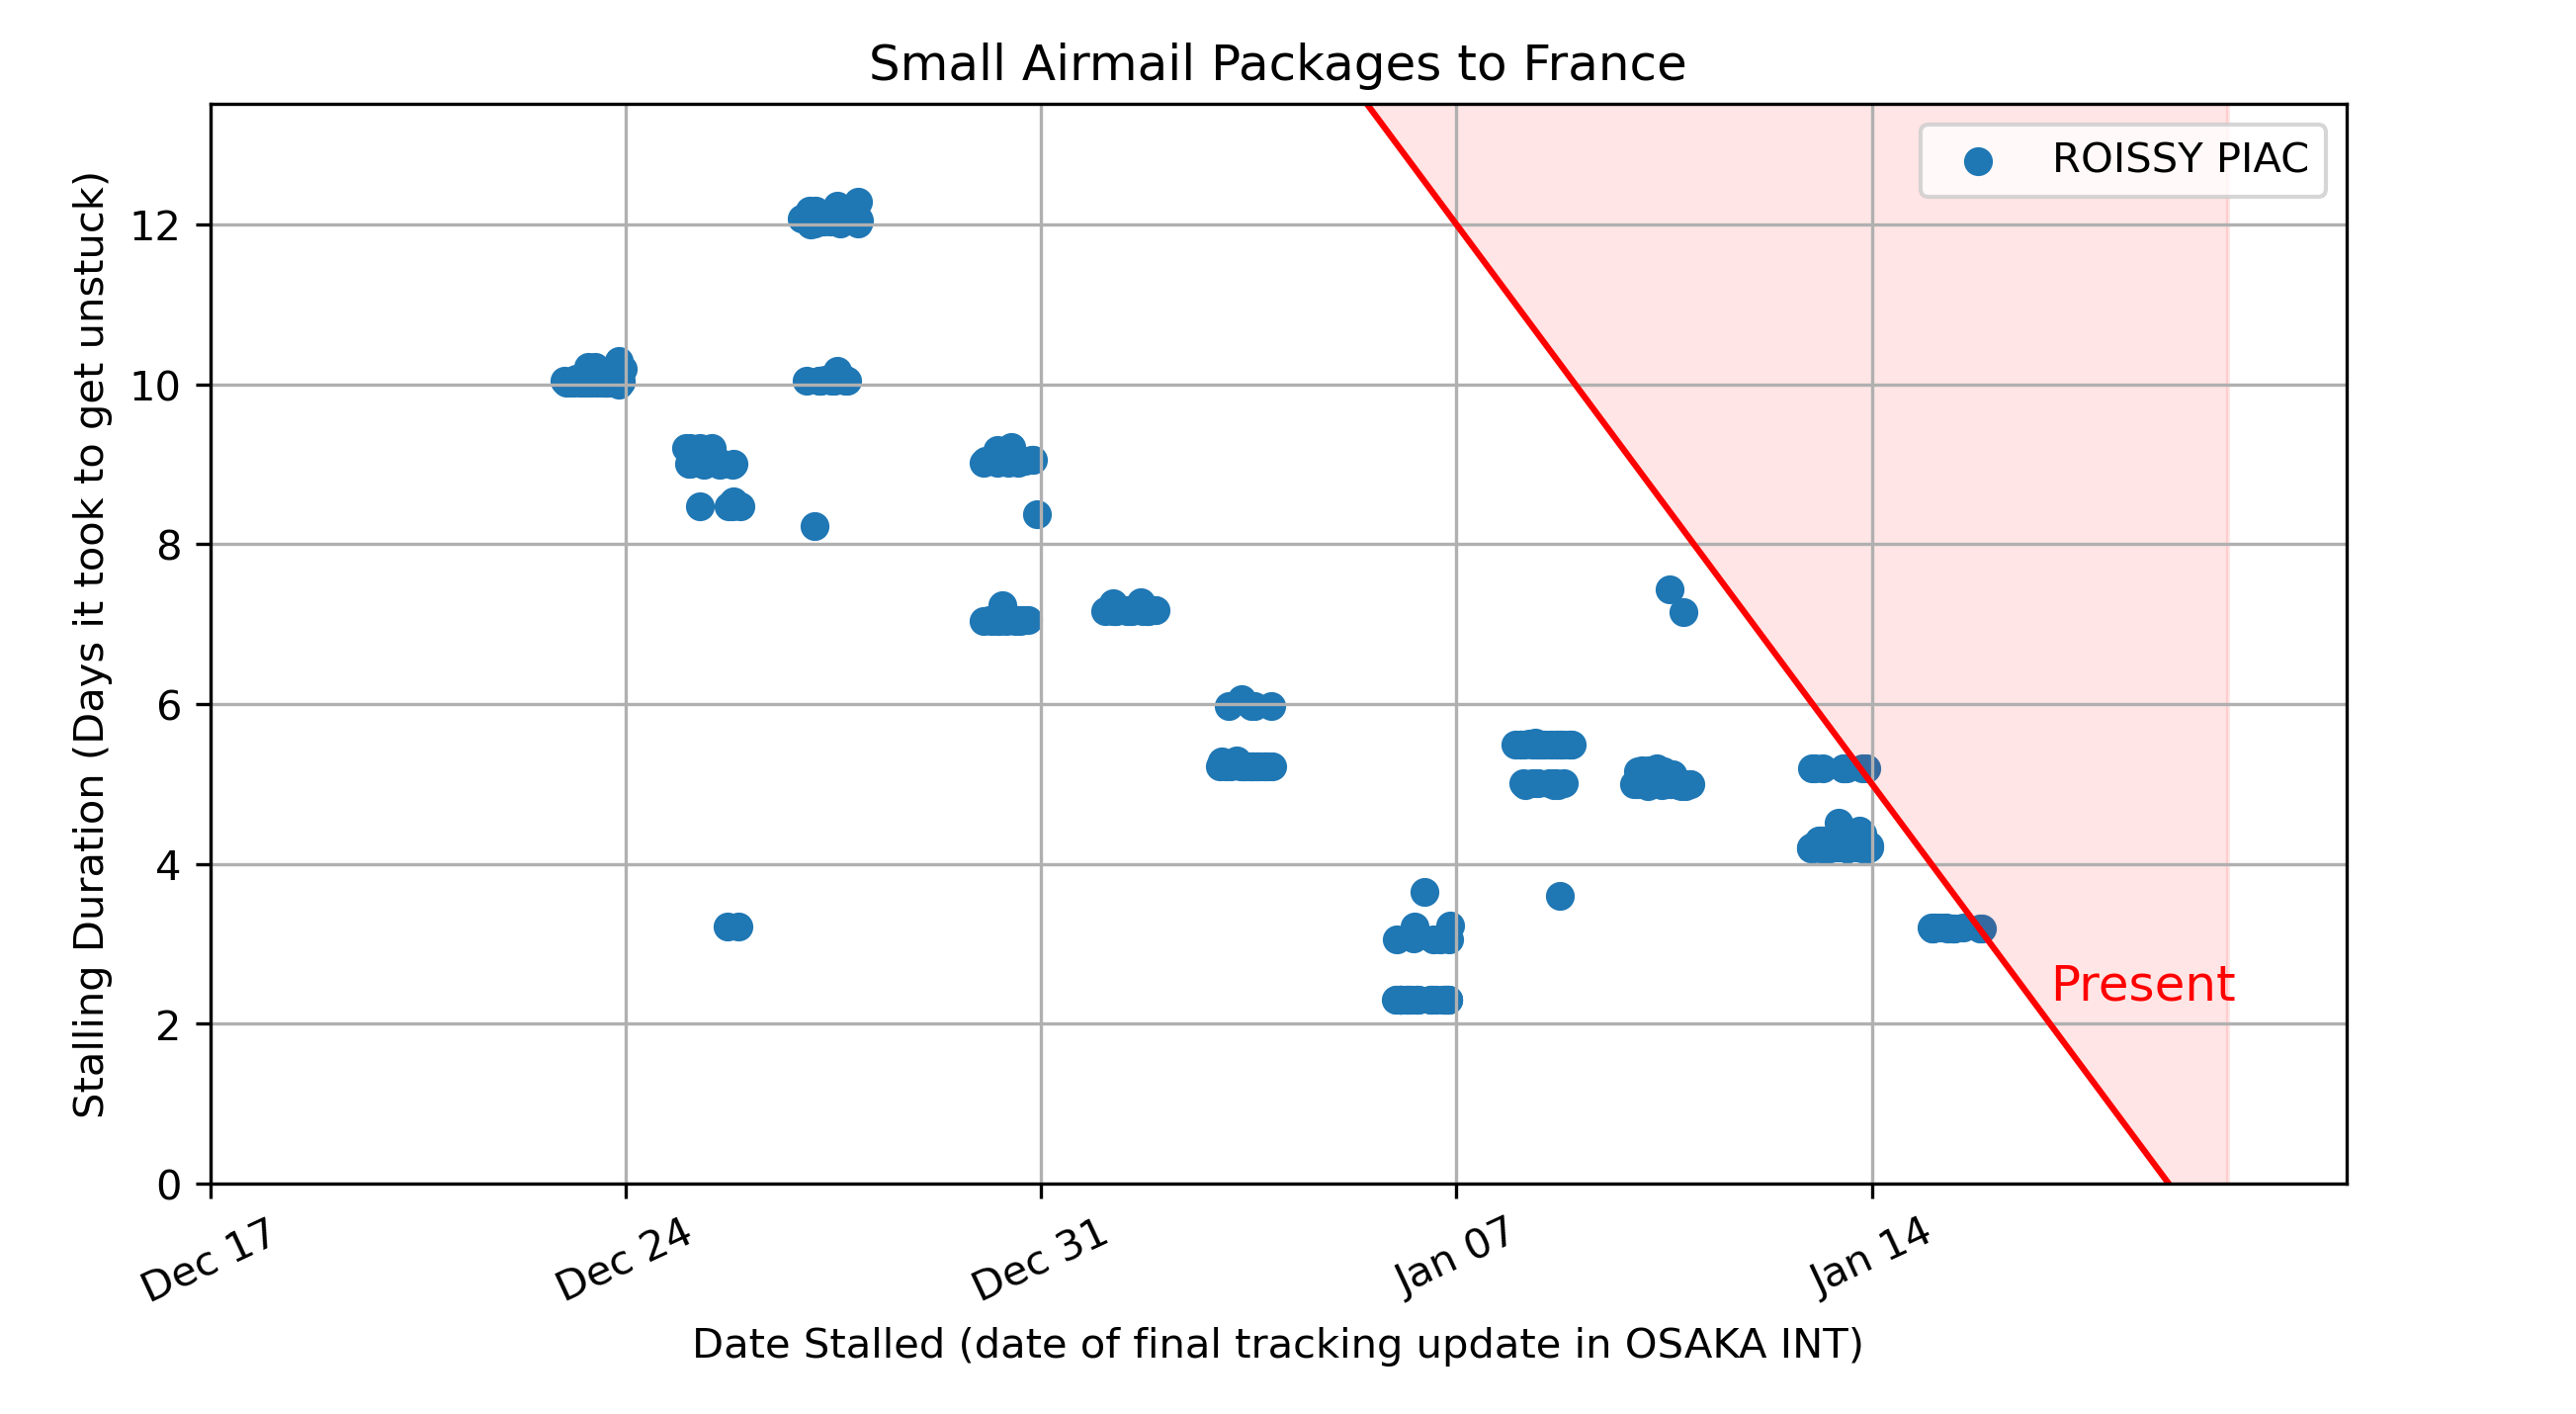 Small Airmail Packages to France
ROISSY PIAC
Stalling Duration (Days it took to get unstuck)
12
10
8
6
4
2
0
Present
Dec 17
Dec 24
Dec 31
Jan 07
Jan 14
Date Stalled (date of final tracking update in OSAKA INT)